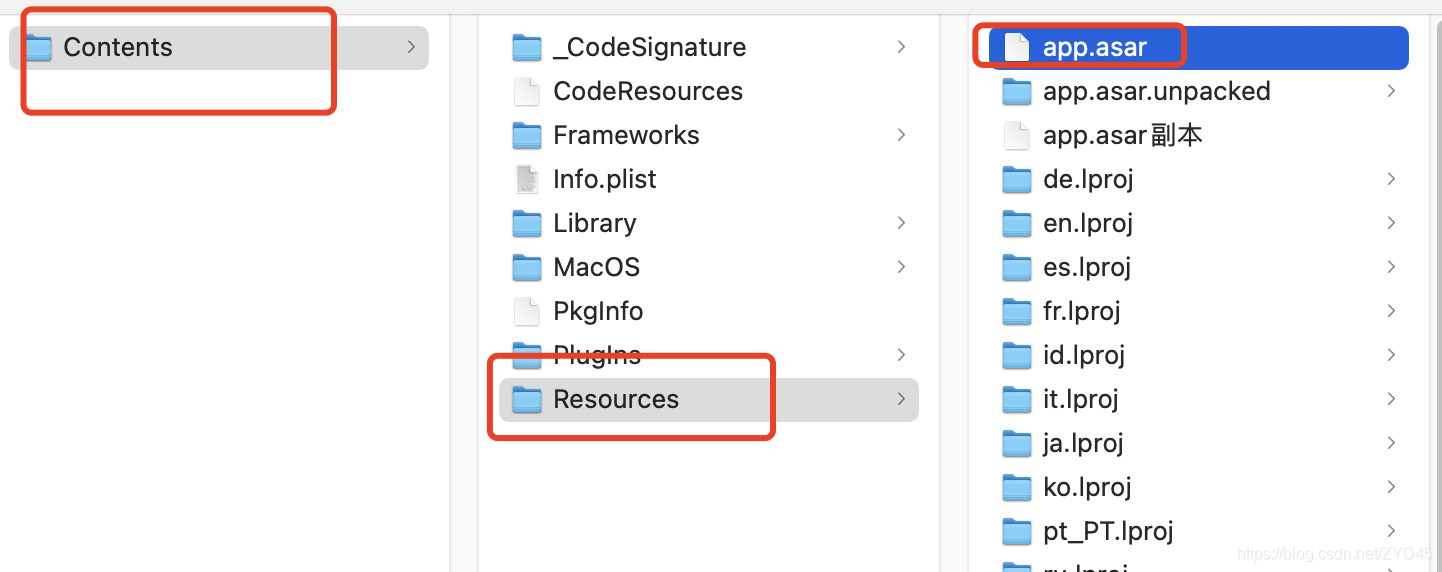 Contents
_CodeSignature
CodeResources
Frameworks
Info.plist
Library
MacOS
PkgInfo
PlugIns
Resources
app.asar
app.asar.unpacked
app.asar副本
de.lproj
en.lproj
es.lproj
fr.lproj
id.lproj
it.lproj
ja.lproj
ko.lproj
pt_PT.lproj
ru.lproj
https://blog.csdn.net/ZYD45